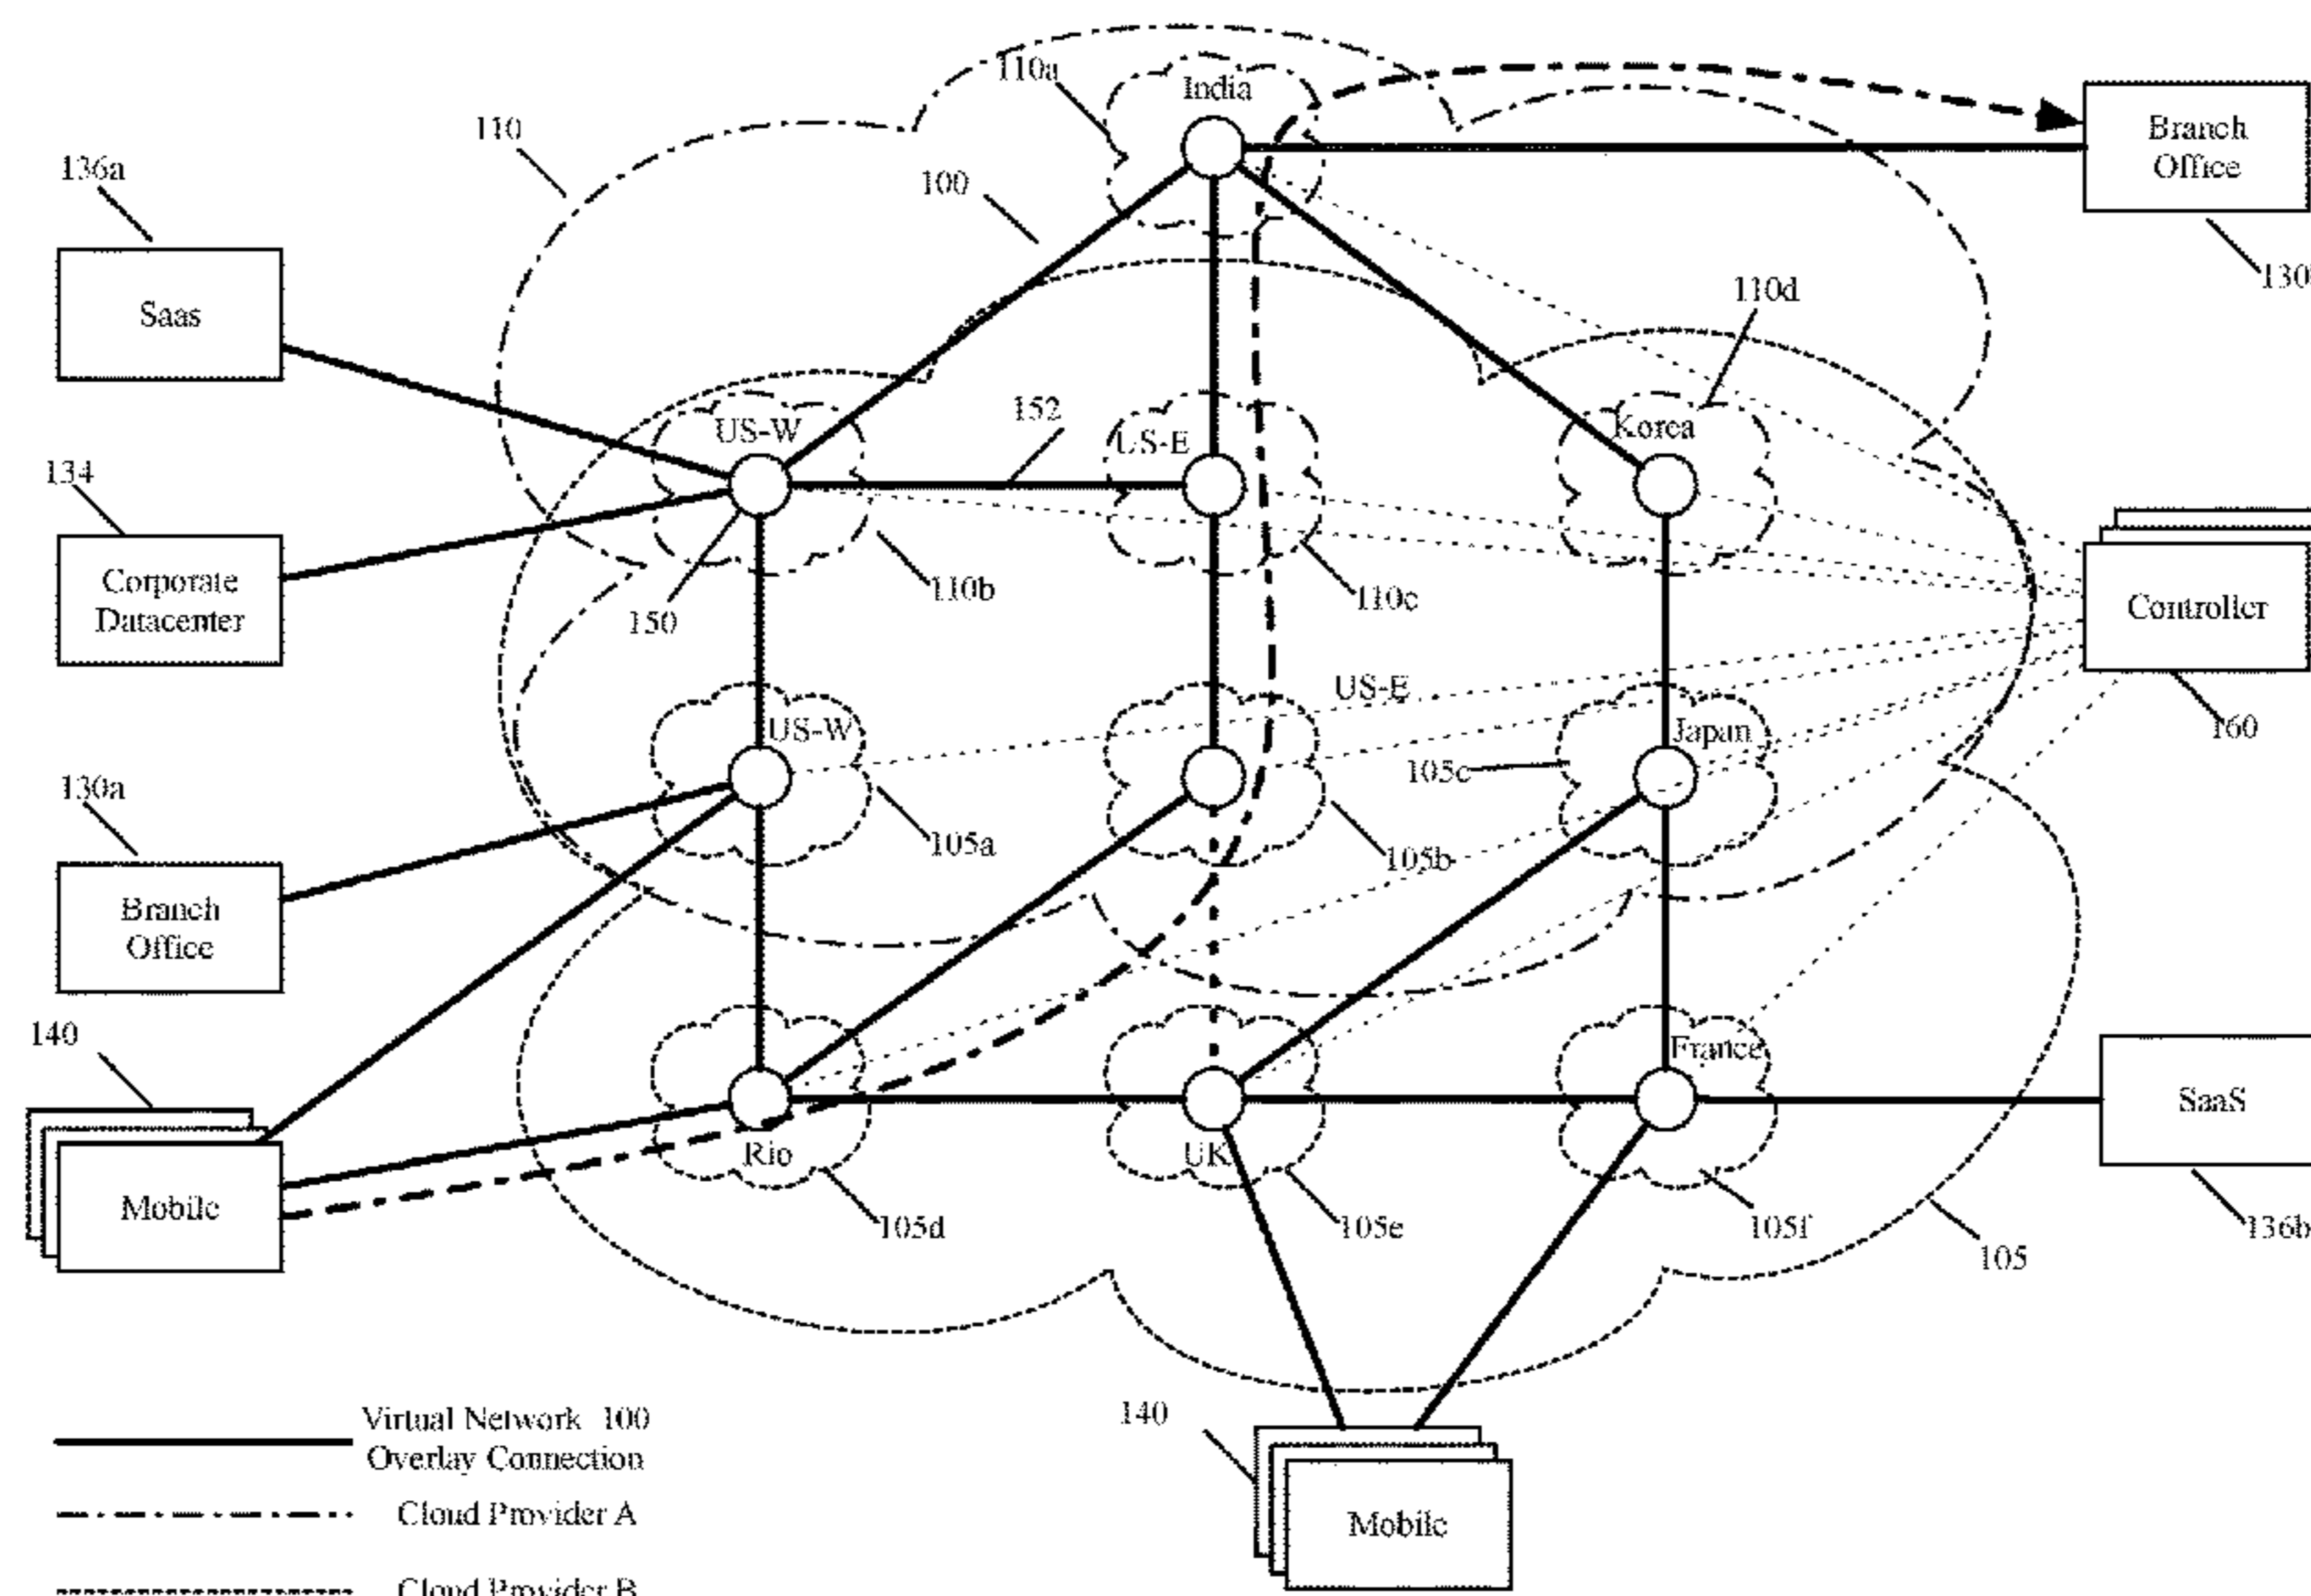 110a
India
110
Branch
Office
136a
100
130
110d
Saas
US-W
152
US-E
Korea
134
Corporate
Datacenter
150
110b
110c
Controller
US-E
US-W
Japan
160
105c
130a
105a
105b
Branch
Office
140
France
SaaS
Mobile
Rio
UK
105d
105e
105f
105
136b
Virtual Network 100
Overlay Connection
140
Cloud Provider A
Mobile
Cloud Provider B